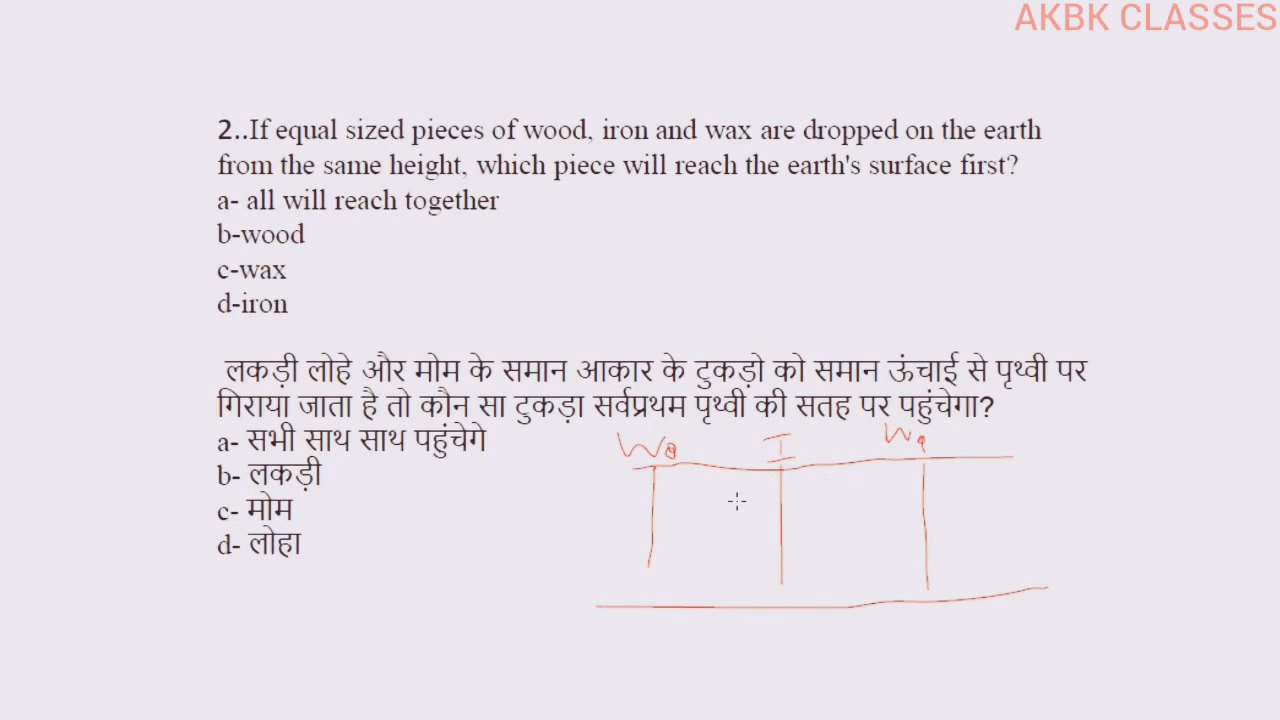 AKBK CLASSES
2..If equal sized pieces of wood, iron and wax are dropped on the earth
from the same height, which piece will reach the earth's surface first?
a- all will reach together
b-wood
c-wax
d-iron
लकड़ी लोहे और मोम के समान आकार के टुकड़ो को समान ऊंचाई से पृथ्वी पर
गिराया जाता है तो कौन सा टुकड़ा सर्वप्रथम पृथ्वी की सतह पर पहुंचेगा?
a- सभी साथ साथ पहुंचेगे
Wo I Wa
b- लकड़ी
c- मोम
d- लोहा